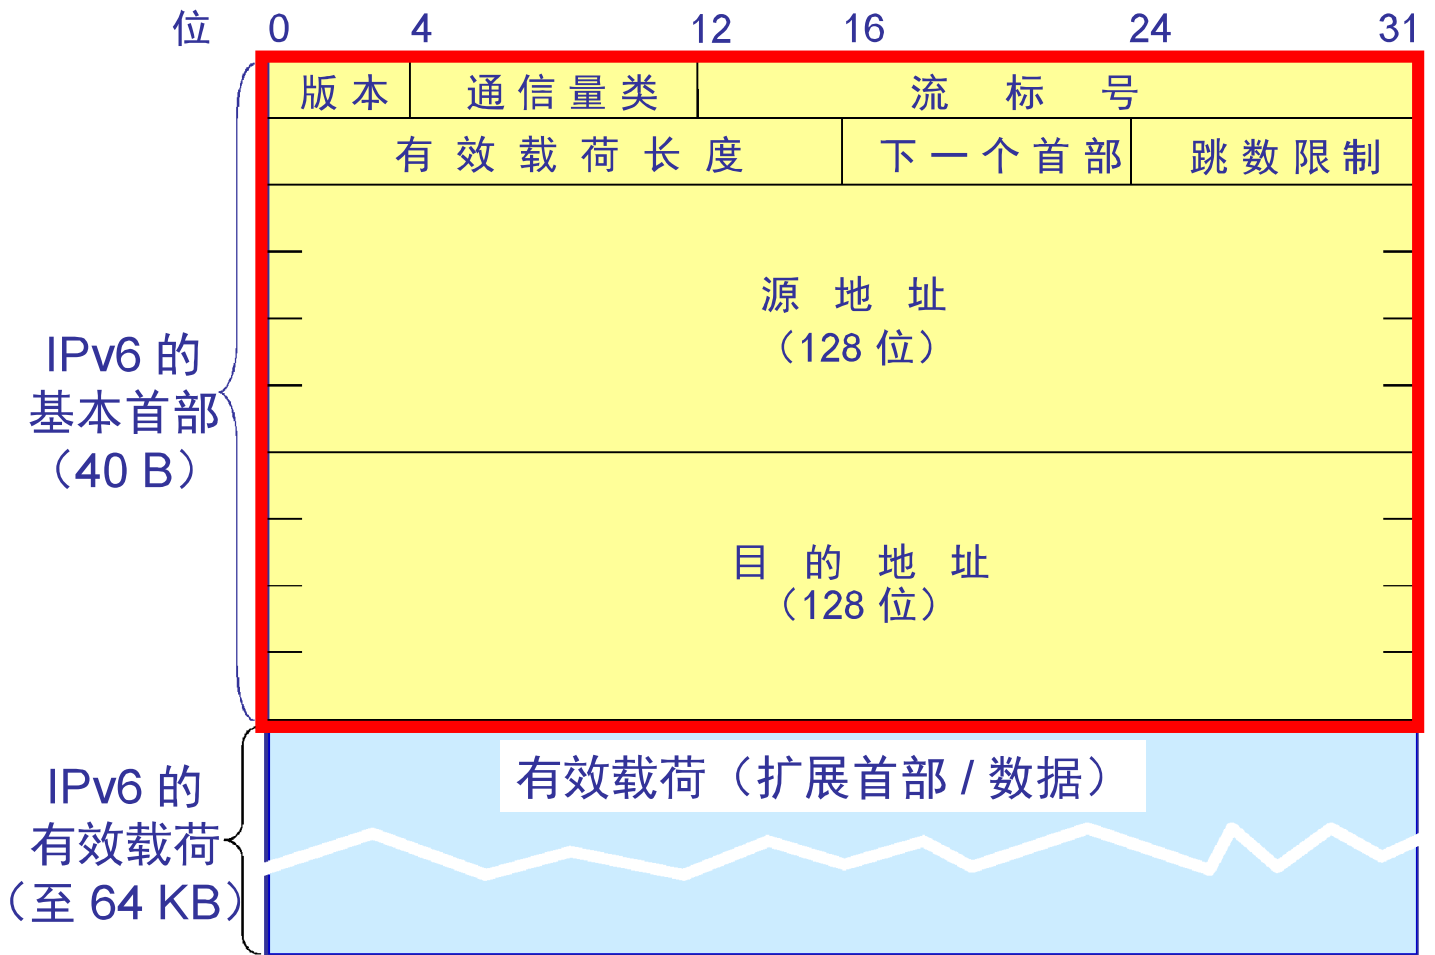 位 0 4 12 16 24 31
版本 通信量类 流标号
有效载荷长度 下一个首部 跳数限制
源地址
（128 位）
IPv6 的
基本首部
（40 B）
目的地址
（128 位）
有效载荷（扩展首部 / 数据）
IPv6 的
有效载荷
（至 64 KB）